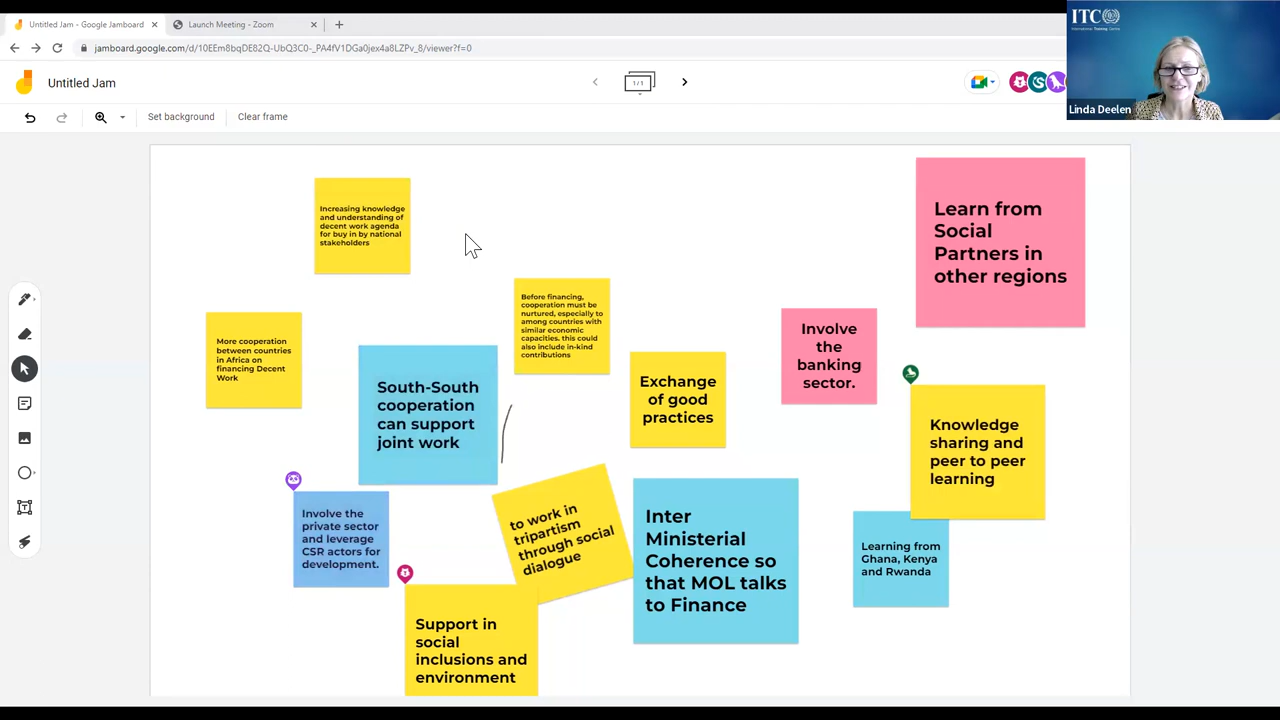 Untitled Jam - Google Jamboard
Launch Meeting - Zoom
jamboard.google.com/d/10EEm8bqDE82Q-UbQ3C0-_PA4fV1DGa0jex4a8LZPv_8/viewer?f=0
ITC
International Training Centre
Linda Deelen
Untitled Jam
1/1
Set background
Clear frame
Increasing knowledge
and understanding of
decent work agenda
for buy in by national
stakeholders
Learn from
Social
Partners in
other regions
Before financing,
cooperation must be
nurtured, especially to
among countries with
similar economic
capacities. this could
also include in-kind
contributions
More cooperation
between countries
in Africa on
financing Decent
Work
South-South
cooperation
can support
joint work
Exchange
of good
practices
Involve
the
banking
sector.
Knowledge
sharing and
peer to peer
learning
Involve the
private sector
and leverage
CSR actors for
development.
to work in
tripartism
through social
dialogue
Inter
Ministerial
Coherence so
that MOL talks
to Finance
Learning from
Ghana, Kenya
and Rwanda
Support in
social
inclusions and
environment